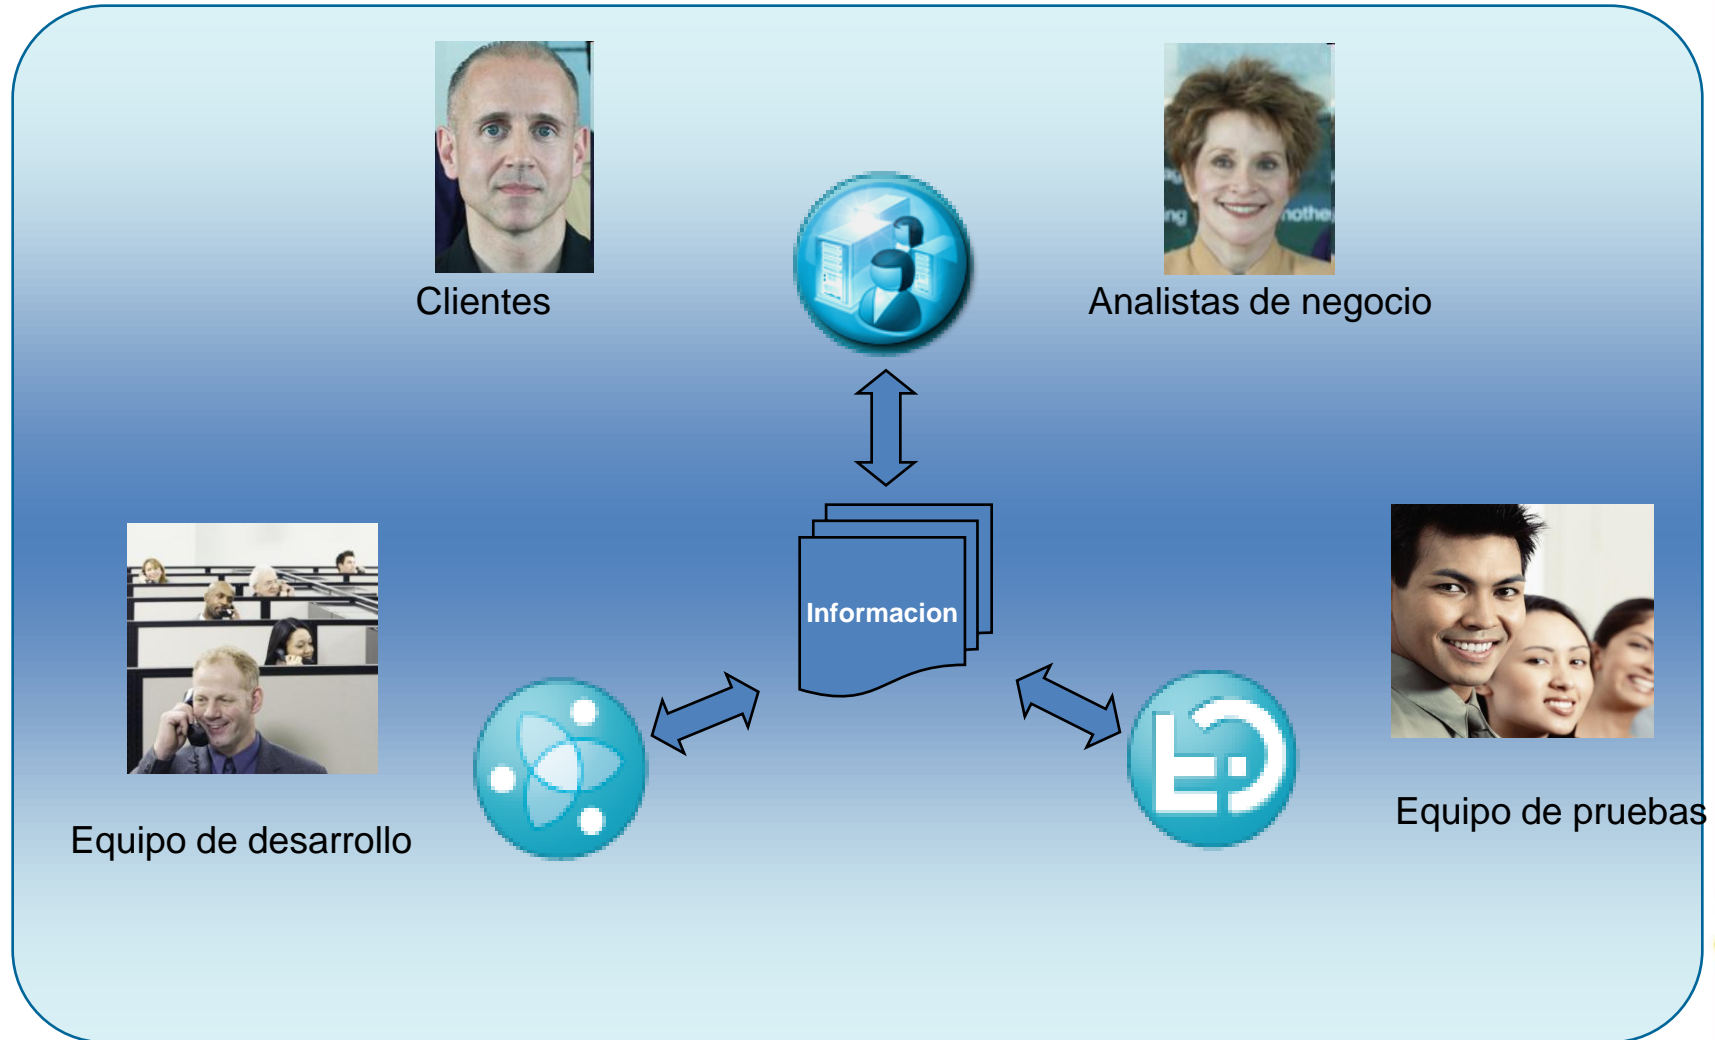 Clientes
Analistas de negocio
Informacion
Equipo de desarrollo
Equipo de pruebas